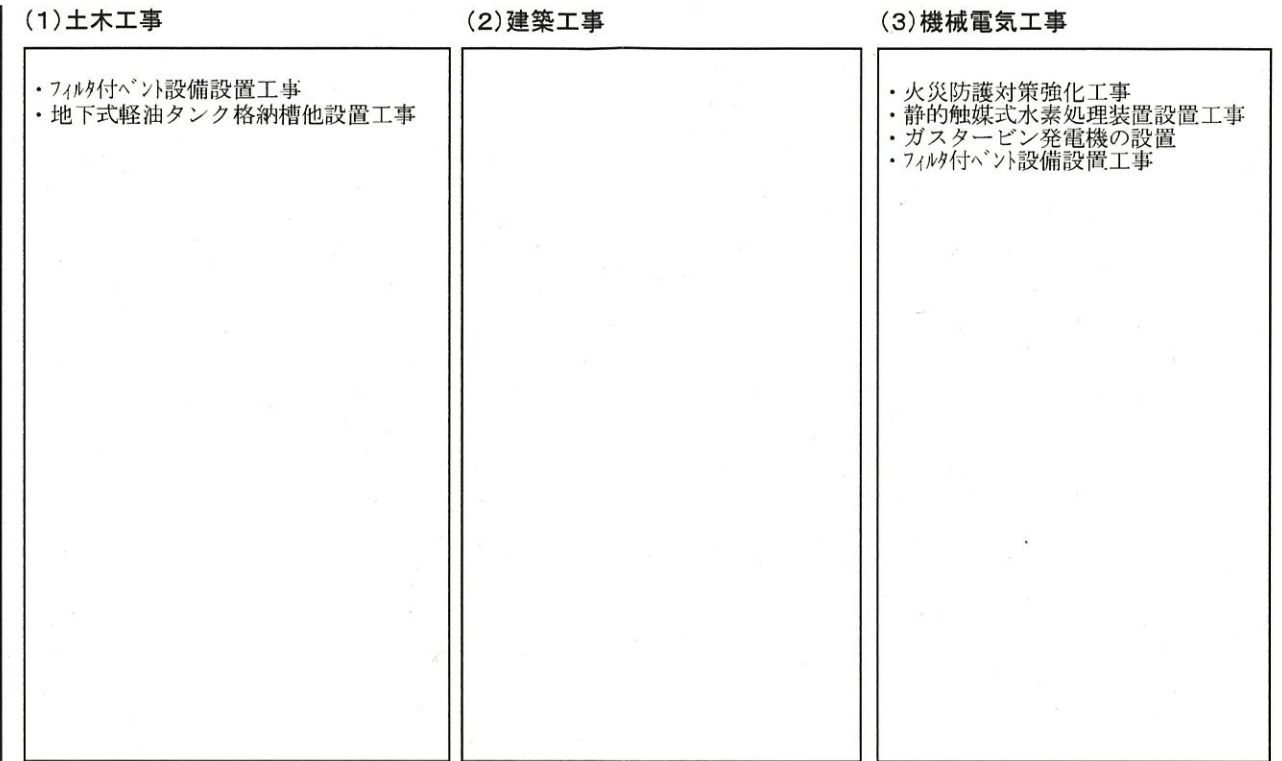 (1)土木工事
・フィルタ付ベント設備設置工事
・地下式軽油タンク格納槽他設置工事
(2)建築工事
(3)機械電気工事
・火災防護対策強化工事
・静的触媒式水素処理装置設置工事
・ガスタービン発電機の設置
・フィルタ付ベント設備設置工事